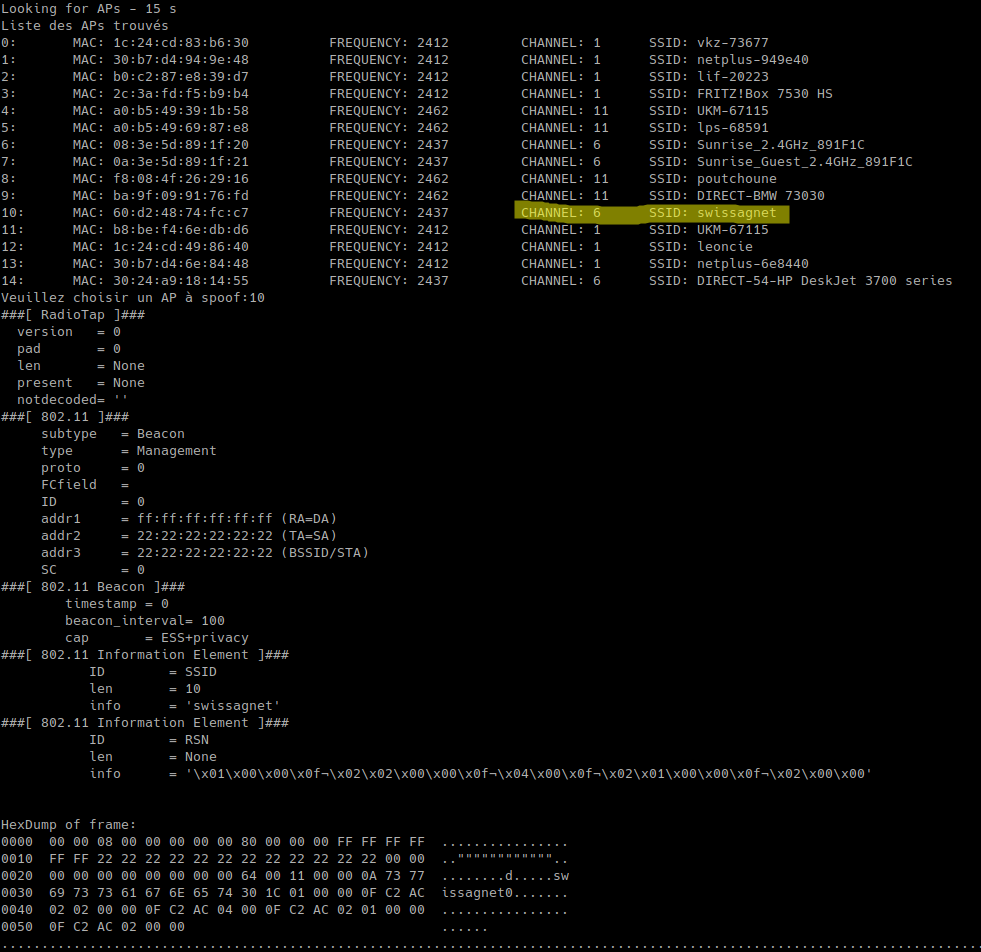 Looking for APs - 15 s
Liste des APs trouvés
0: MAC: 1c:24:cd:83:b6:30 FREQUENCY: 2412 CHANNEL: 1 SSID: vkz-73677
1: MAC: 30:b7:d4:94:9e:48 FREQUENCY: 2412 CHANNEL: 1 SSID: netplus-949e40
2: MAC: b0:c2:87:e8:39:d7 FREQUENCY: 2412 CHANNEL: 1 SSID: lif-20223
3: MAC: 2c:3a:fd:f5:b9:b4 FREQUENCY: 2412 CHANNEL: 1 SSID: FRITZ!Box 7530 HS
4: MAC: a0:b5:49:39:1b:58 FREQUENCY: 2462 CHANNEL: 11 SSID: UKM-67115
5: MAC: a0:b5:49:69:87:e8 FREQUENCY: 2462 CHANNEL: 11 SSID: lps-68591
6: MAC: 08:3e:5d:89:1f:20 FREQUENCY: 2437 CHANNEL: 6 SSID: Sunrise_2.4GHz_891F1C
7: MAC: 0a:3e:5d:89:1f:21 FREQUENCY: 2437 CHANNEL: 6 SSID: Sunrise_Guest_2.4GHz_891F1C
8: MAC: f8:08:4f:26:29:16 FREQUENCY: 2462 CHANNEL: 11 SSID: poutchoune
9: MAC: ba:9f:09:91:76:fd FREQUENCY: 2462 CHANNEL: 11 SSID: DIRECT-BMW 73030
10: MAC: 60:d2:48:74:fc:c7 FREQUENCY: 2437 CHANNEL: 6 SSID: swissagnet
11: MAC: b8:be:f4:6e:db:d6 FREQUENCY: 2412 CHANNEL: 1 SSID: UKM-67115
12: MAC: 1c:24:cd:49:86:40 FREQUENCY: 2412 CHANNEL: 1 SSID: leoncie
13: MAC: 30:b7:d4:6e:84:48 FREQUENCY: 2412 CHANNEL: 1 SSID: netplus-6e8440
14: MAC: 30:24:a9:18:14:55 FREQUENCY: 2437 CHANNEL: 6 SSID: DIRECT-54-HP DeskJet 3700 series
Veuillez choisir un AP à spoof:10
###[ RadioTap ]###
version = 0
pad = 0
len = None
present = None
notdecoded= ''
###[ 802.11 ]###
subtype = Beacon
type = Management
proto = 0
FCfield =
ID = 0
addr1 = ff:ff:ff:ff:ff:ff (RA=DA)
addr2 = 22:22:22:22:22:22 (TA=SA)
addr3 = 22:22:22:22:22:22 (BSSID/STA)
SC = 0
###[ 802.11 Beacon ]###
timestamp = 0
beacon_interval= 100
cap = ESS+privacy
###[ 802.11 Information Element ]###
ID = SSID
len = 10
info = 'swissagnet'
###[ 802.11 Information Element ]###
ID = RSN
len = None
info = '\x01\x00\x00\x0f¬\x02\x02\x00\x00\x0f¬\x04\x00\x0f¬\x02\x01\x00\x00\x0f¬\x02\x00\x00'
HexDump of frame:
0000 00 00 08 00 00 00 00 00 80 00 00 00 FF FF FF FF ................
0010 FF FF 22 22 22 22 22 22 22 22 22 22 22 22 00 00 ..""""""""""""..
0020 00 00 00 00 00 00 00 00 64 00 11 00 00 0A 73 77 ........d.....sw
0030 69 73 73 61 67 6E 65 74 30 1C 01 00 00 0F C2 AC issagnet0.......
0040 02 02 00 00 0F C2 AC 04 00 0F C2 AC 02 01 00 00 ................
0050 0F C2 AC 02 00 00 ......
...........................................................................................................................